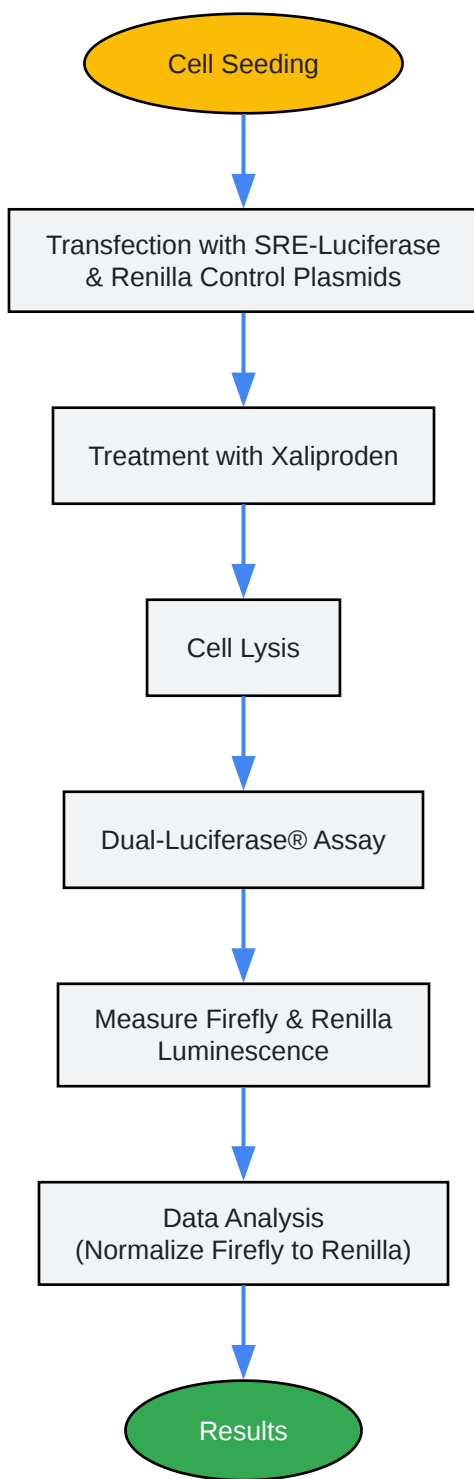 Cell Seeding
Transfection with SRE-Luciferase
& Renilla Control Plasmids
Treatment with Xaliproden
Cell Lysis
Dual-Luciferase® Assay
Measure Firefly & Renilla
Luminescence
Data Analysis
(Normalize Firefly to Renilla)
Results